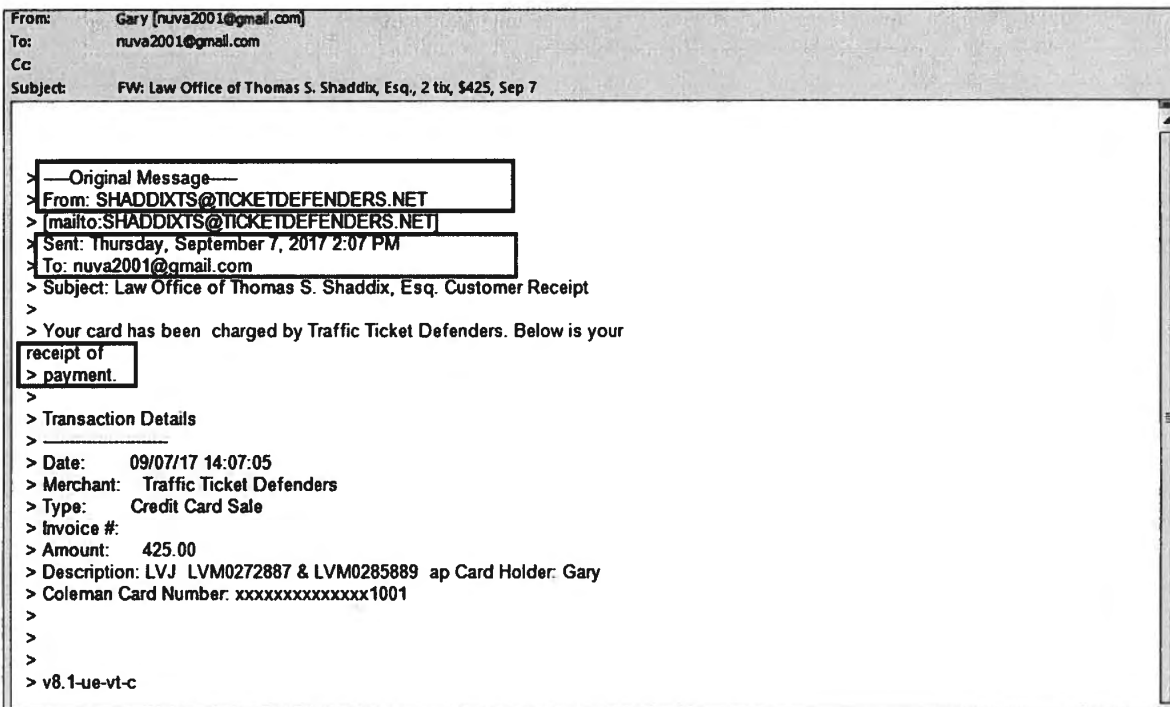 From: Gary [nuva2001@gmail.com]
To: nuva2001@gmail.com
Cc:
Subject: FW: Law Office of Thomas S. Shaddix, Esq., 2 tix, $425, Sep 7
> -----Original Message-----
> From: SHADDIXTS@TICKETDEFENDERS.NET
> [mailto:SHADDIXTS@TICKETDEFENDERS.NET]
> Sent: Thursday, September 7, 2017 2:07 PM
> To: nuva2001@gmail.com
> Subject: Law Office of Thomas S. Shaddix, Esq. Customer Receipt
>
> Your card has been  charged by Traffic Ticket Defenders. Below is your
receipt of
> payment.
>
> Transaction Details
> --------------------
> Date: 09/07/17 14:07:05
> Merchant: Traffic Ticket Defenders
> Type: Credit Card Sale
> Invoice #:
> Amount: 425.00
> Description: LVJ  LVM0272887 & LVM0285889  ap Card Holder: Gary
> Coleman Card Number: xxxxxxxxxxxxxx1001
>
>
>
> v8.1-ue-vt-c